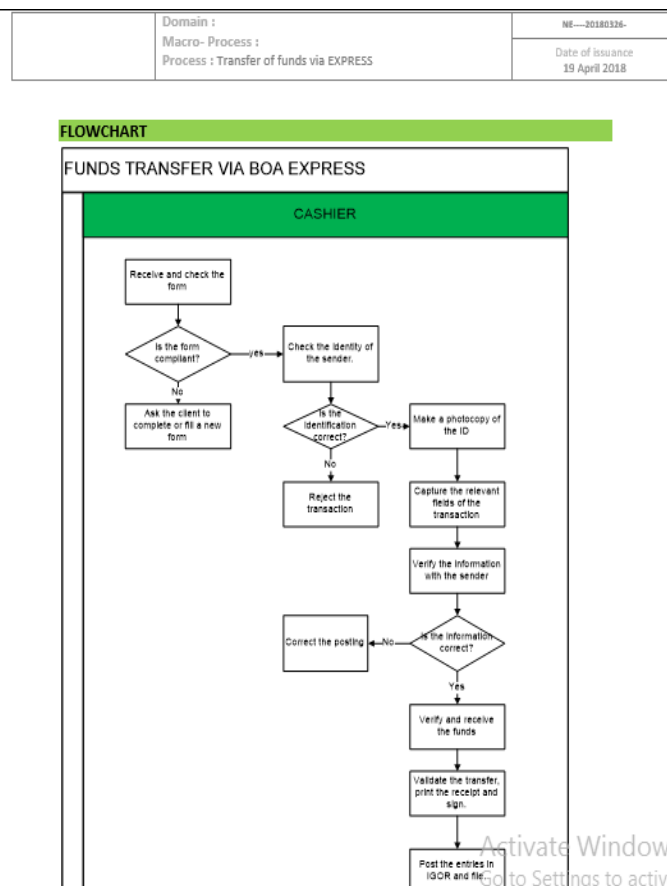 Domain :
Macro- Process :
Process : Transfer of funds via EXPRESS
NE----20180326-
Date of issuance
19 April 2018
FLOWCHART
FUNDS TRANSFER VIA BOA EXPRESS
CASHIER
Receive and check the
form
Is the form
compliant?
yes
Check the identity of
the sender.
No
Ask the client to
complete or fill a new
form
Is the
Identification
correct?
Yes
Make a photocopy of
the ID
No
Reject the
transaction
Capture the relevant
fields of the
transaction
Verify the information
with the sender
Is the information
correct?
No
Correct the posting
Yes
Verify and receive
the funds
Validate the transfer,
print the receipt and
sign.
Post the entries in
IGOR and file.
Activate Window
Go to Settings to activ